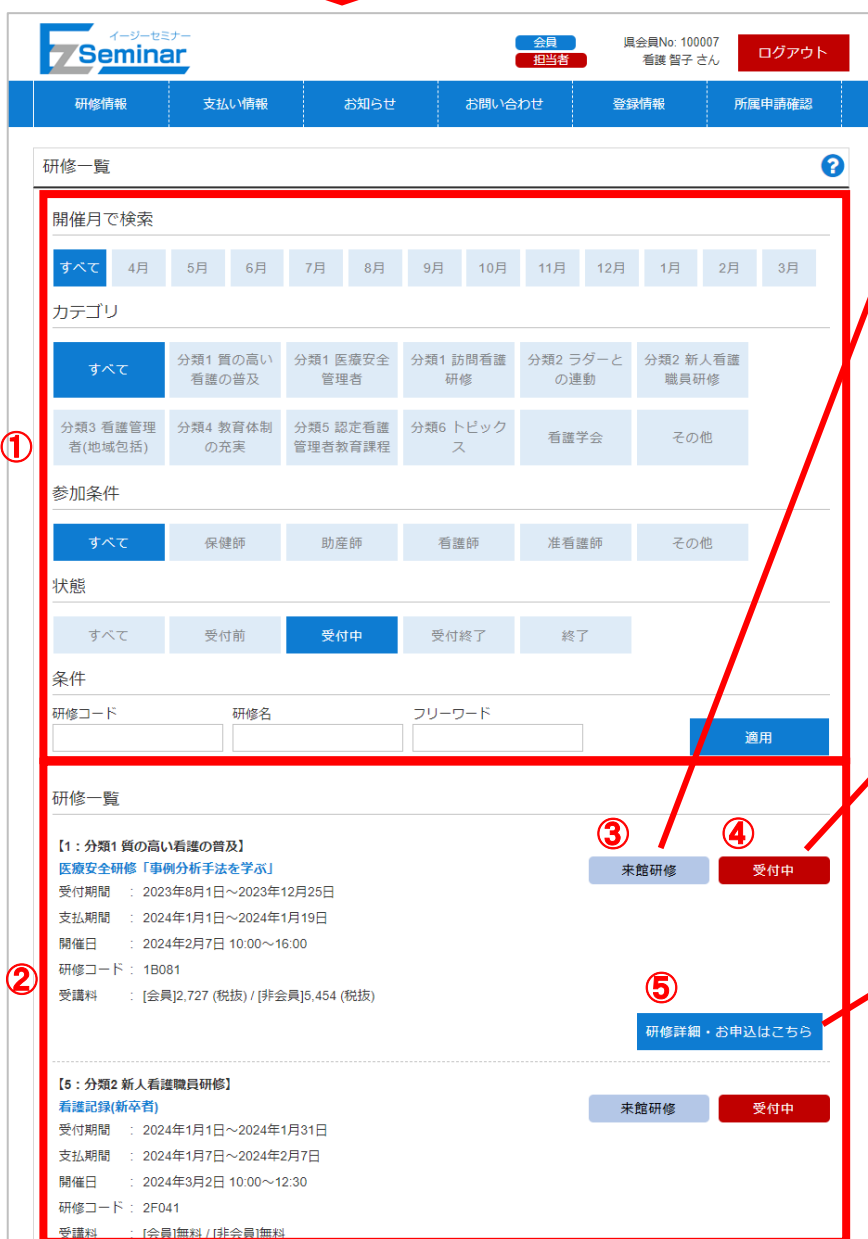 イージーセミナー
EZSeminar
会員
担当者
県会員No: 100007
看護 智子 さん
ログアウト
研修情報 支払い情報 お知らせ お問い合わせ 登録情報 所属申請確認
研修一覧
?
開催月で検索
すべて 4月 5月 6月 7月 8月 9月 10月 11月 12月 1月 2月 3月
カテゴリ
すべて
分類1 質の高い
看護の普及
分類1 医療安全
管理者
分類1 訪問看護
研修
分類2 ラダーと
の連動
分類2 新人看護
職員研修
分類3 看護管理
者(地域包括)
分類4 教育体制
の充実
分類5 認定看護
管理者教育課程
分類6 トピック
ス
看護学会
その他
①
参加条件
すべて 保健師 助産師 看護師 准看護師 その他
状態
すべて 受付前 受付中 受付終了 終了
条件
研修コード 研修名 フリーワード
適用
研修一覧
③ ④
【1：分類1 質の高い看護の普及】
医療安全研修「事例分析手法を学ぶ」
来館研修 受付中
受付期間 : 2023年8月1日～2023年12月25日
支払期間 : 2024年1月1日～2024年1月19日
開催日 : 2024年2月7日 10:00～16:00
研修コード : 1B081
②
受講料 : [会員]2,727 (税抜) / [非会員]5,454 (税抜)
⑤
研修詳細・お申込はこちら
【5：分類2 新人看護職員研修】
看護記録(新卒者)
来館研修 受付中
受付期間 : 2024年1月1日～2024年1月31日
支払期間 : 2024年1月7日～2024年2月7日
開催日 : 2024年3月2日 10:00～12:30
研修コード : 2F041
受講料 : [会員]無料 / [非会員]無料